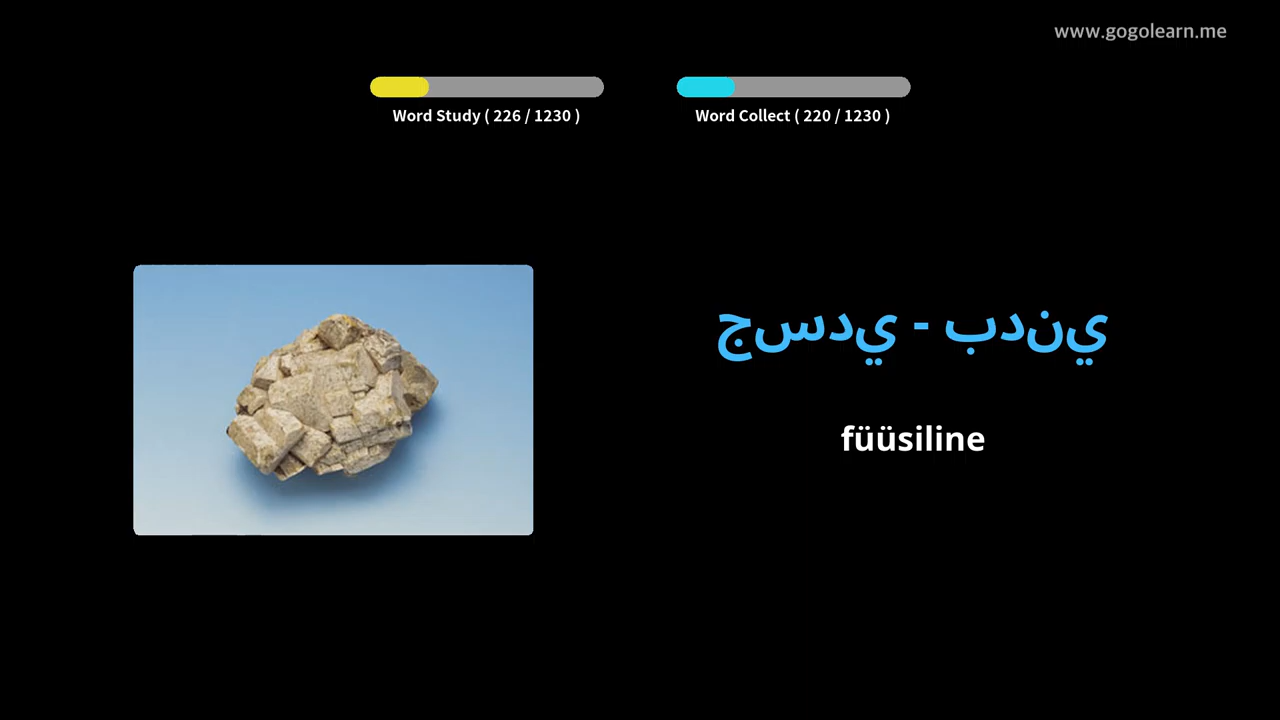 www.gogolearn.me
Word Study ( 226 / 1230 )
Word Collect ( 220 / 1230 )
جسدي - بدني
füüsiline